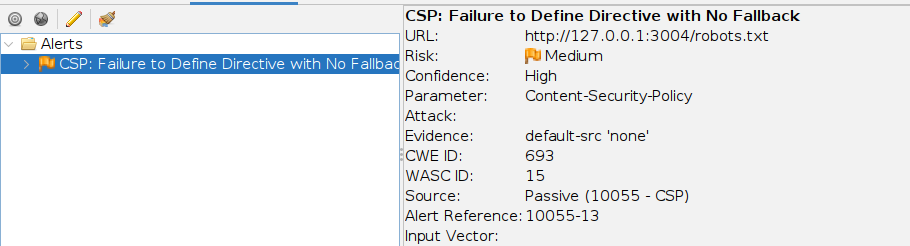 Alerts
CSP: Failure to Define Directive with No Fallbac
CSP: Failure to Define Directive with No Fallback
URL: http://127.0.0.1:3004/robots.txt
Risk: Medium
Confidence: High
Parameter: Content-Security-Policy
Attack:
Evidence: default-src 'none'
CWE ID: 693
WASC ID: 15
Source: Passive (10055 - CSP)
Alert Reference: 10055-13
Input Vector: